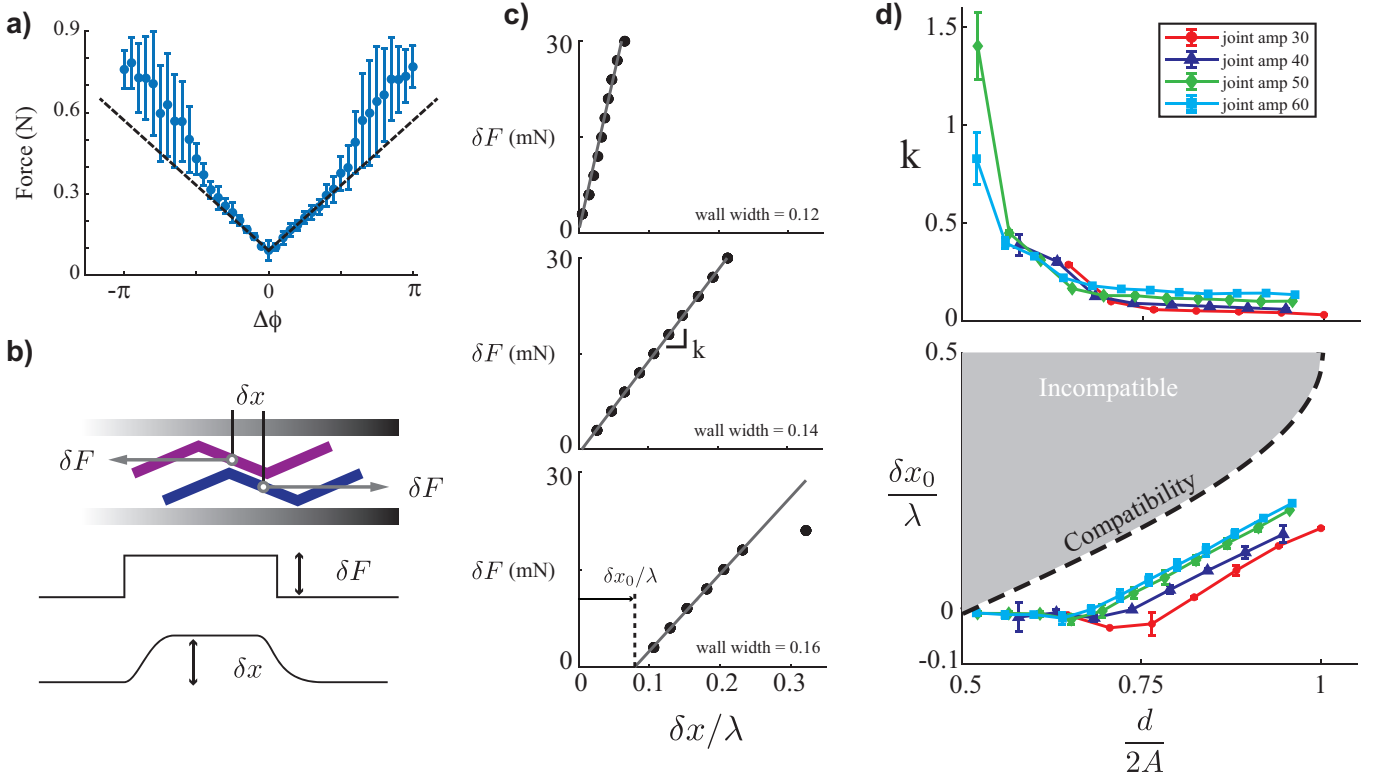 a)
0.9
0.6
0.3
0
Force (N)
-π
0
π
Δϕ
b)
δx
δF
δF
δF
δx
c)
30
δF (mN)
0
wall width = 0.12
30
δF (mN)
0
k
wall width = 0.14
30
δF (mN)
0
δx₀/λ
wall width = 0.16
0
0.1
0.2
0.3
δx/λ
d)
1.5
1
0.5
0
k
joint amp 30
joint amp 40
joint amp 50
joint amp 60
0.5
0
-0.1
δx₀
λ
Incompatible
Compatibility
0.5
0.75
1
d
2A